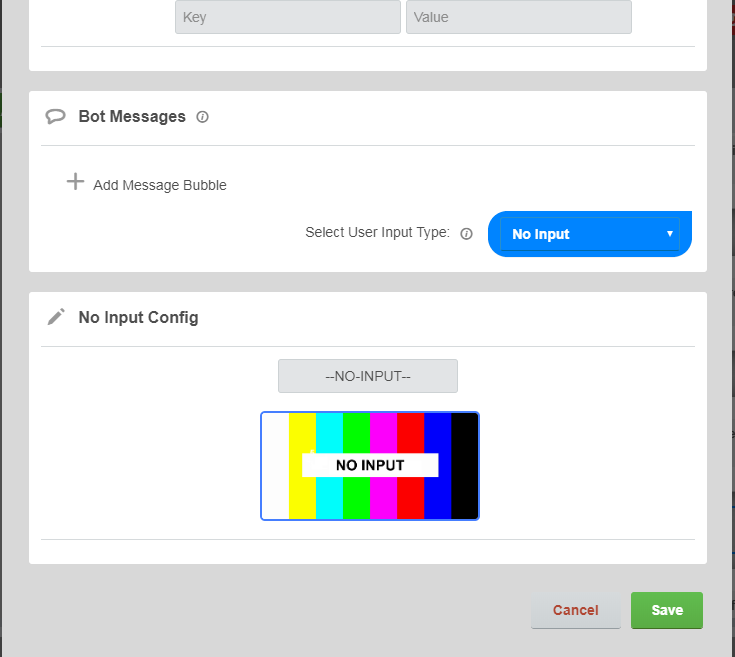 Key
Value
Bot Messages
Add Message Bubble
Select User Input Type:
No Input
No Input Config
--NO-INPUT--
NO INPUT
Cancel
Save